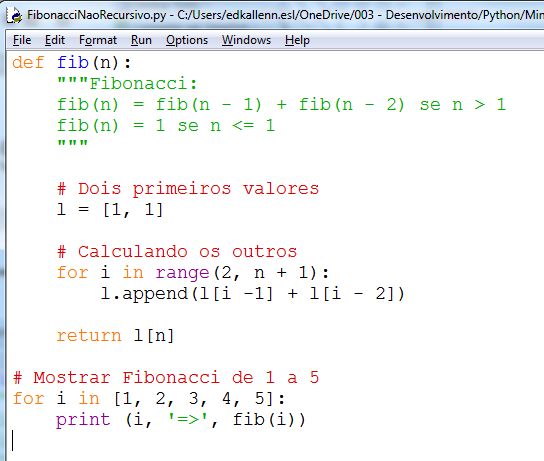 FibonacciNaoRecursivo.py - C:/Users/edkallenn.esl/OneDrive/003 - Desenvolvimento/Python/Min
File Edit Format Run Options Windows Help
def fib(n):
    """Fibonacci:
    fib(n) = fib(n - 1) + fib(n - 2) se n > 1
    fib(n) = 1 se n <= 1
    """
    # Dois primeiros valores
    l = [1, 1]
    # Calculando os outros
    for i in range(2, n + 1):
        l.append(l[i -1] + l[i - 2])
    return l[n]
# Mostrar Fibonacci de 1 a 5
for i in [1, 2, 3, 4, 5]:
    print (i, '=>', fib(i))